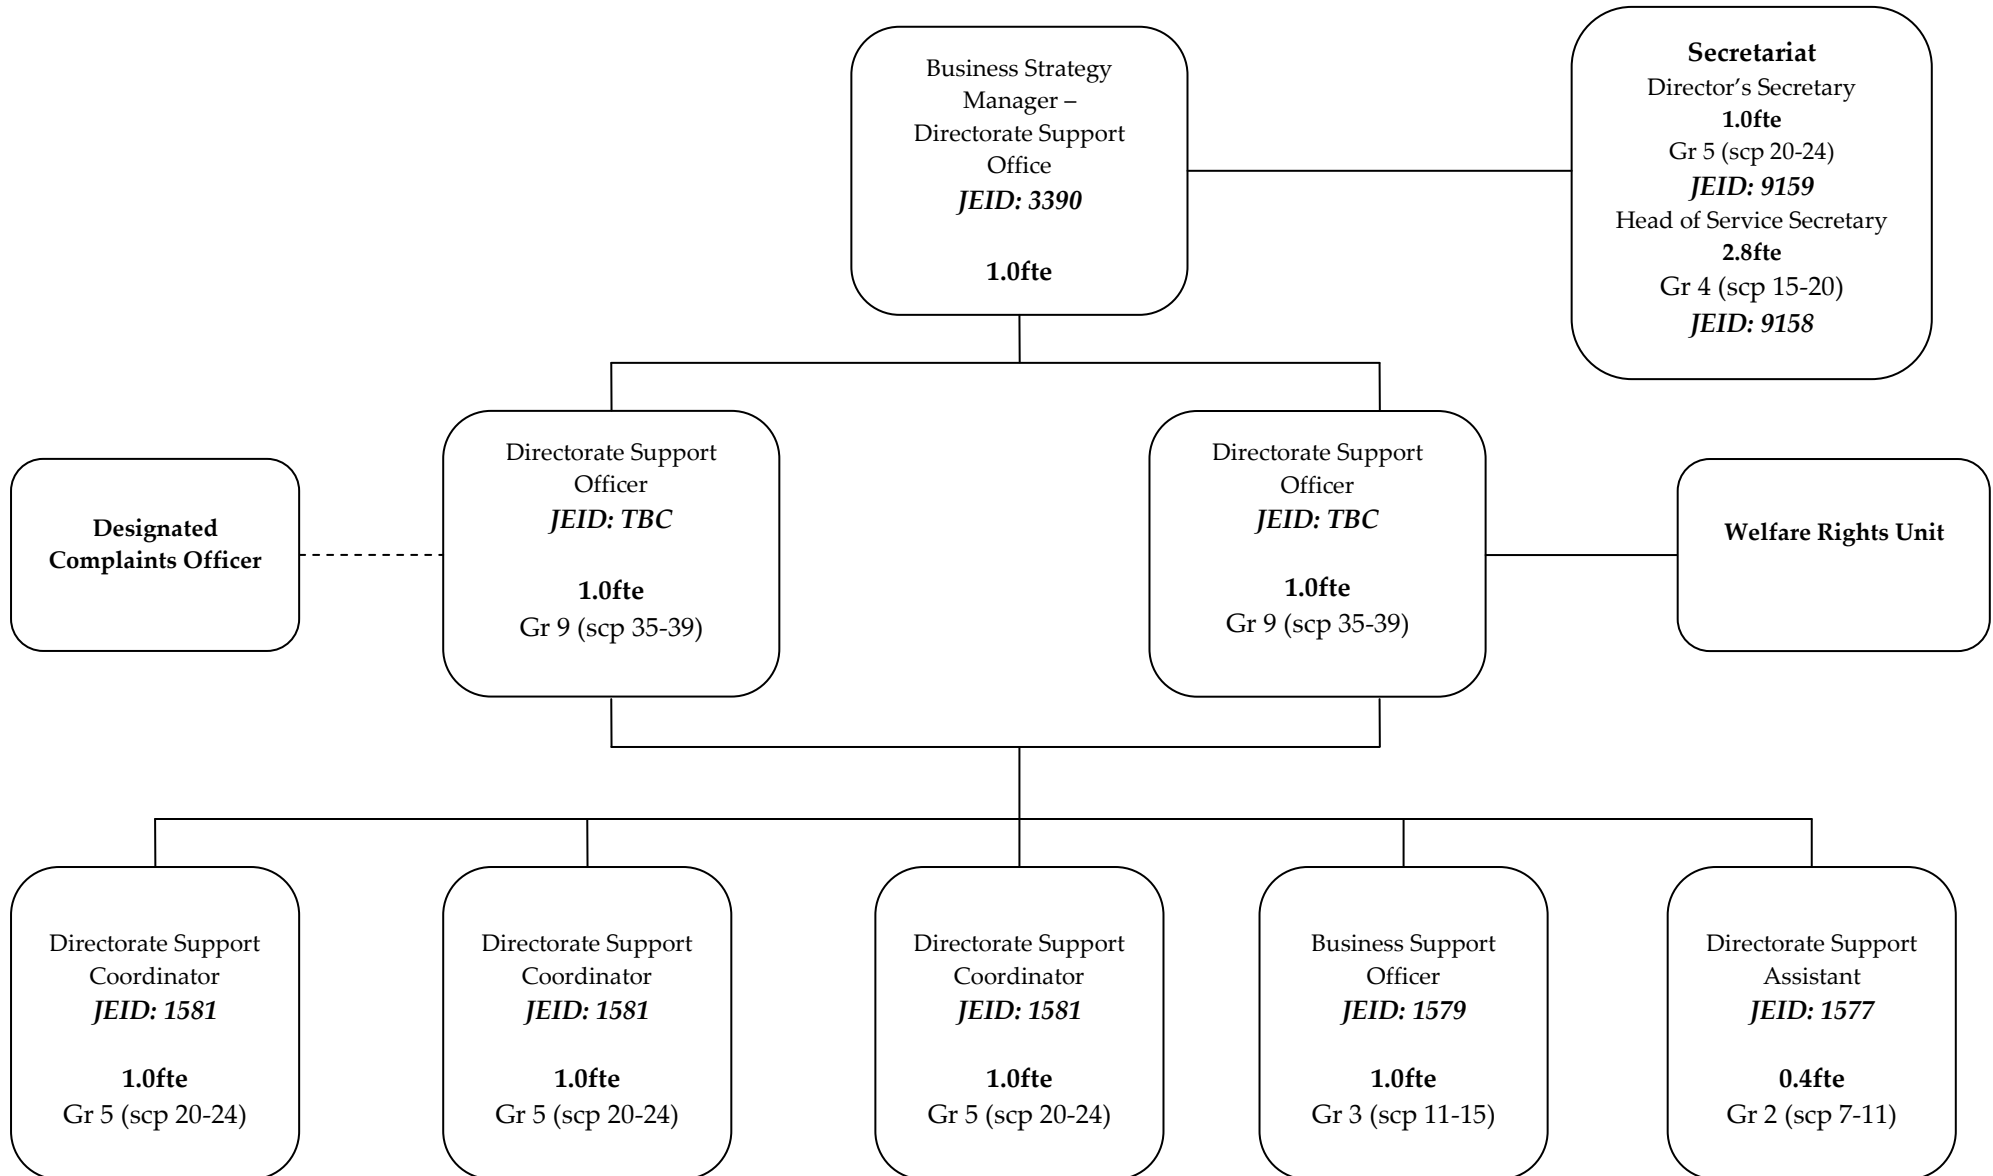 Business Strategy
Manager –
Directorate Support
Office
JEID: 3390
1.0fte
Secretariat
Director’s Secretary
1.0fte
Gr 5 (scp 20-24)
JEID: 9159
Head of Service Secretary
2.8fte
Gr 4 (scp 15-20)
JEID: 9158
Designated
Complaints Officer
Directorate Support
Officer
JEID: TBC
1.0fte
Gr 9 (scp 35-39)
Directorate Support
Officer
JEID: TBC
1.0fte
Gr 9 (scp 35-39)
Welfare Rights Unit
Directorate Support
Coordinator
JEID: 1581
1.0fte
Gr 5 (scp 20-24)
Directorate Support
Coordinator
JEID: 1581
1.0fte
Gr 5 (scp 20-24)
Directorate Support
Coordinator
JEID: 1581
1.0fte
Gr 5 (scp 20-24)
Business Support
Officer
JEID: 1579
1.0fte
Gr 3 (scp 11-15)
Directorate Support
Assistant
JEID: 1577
0.4fte
Gr 2 (scp 7-11)